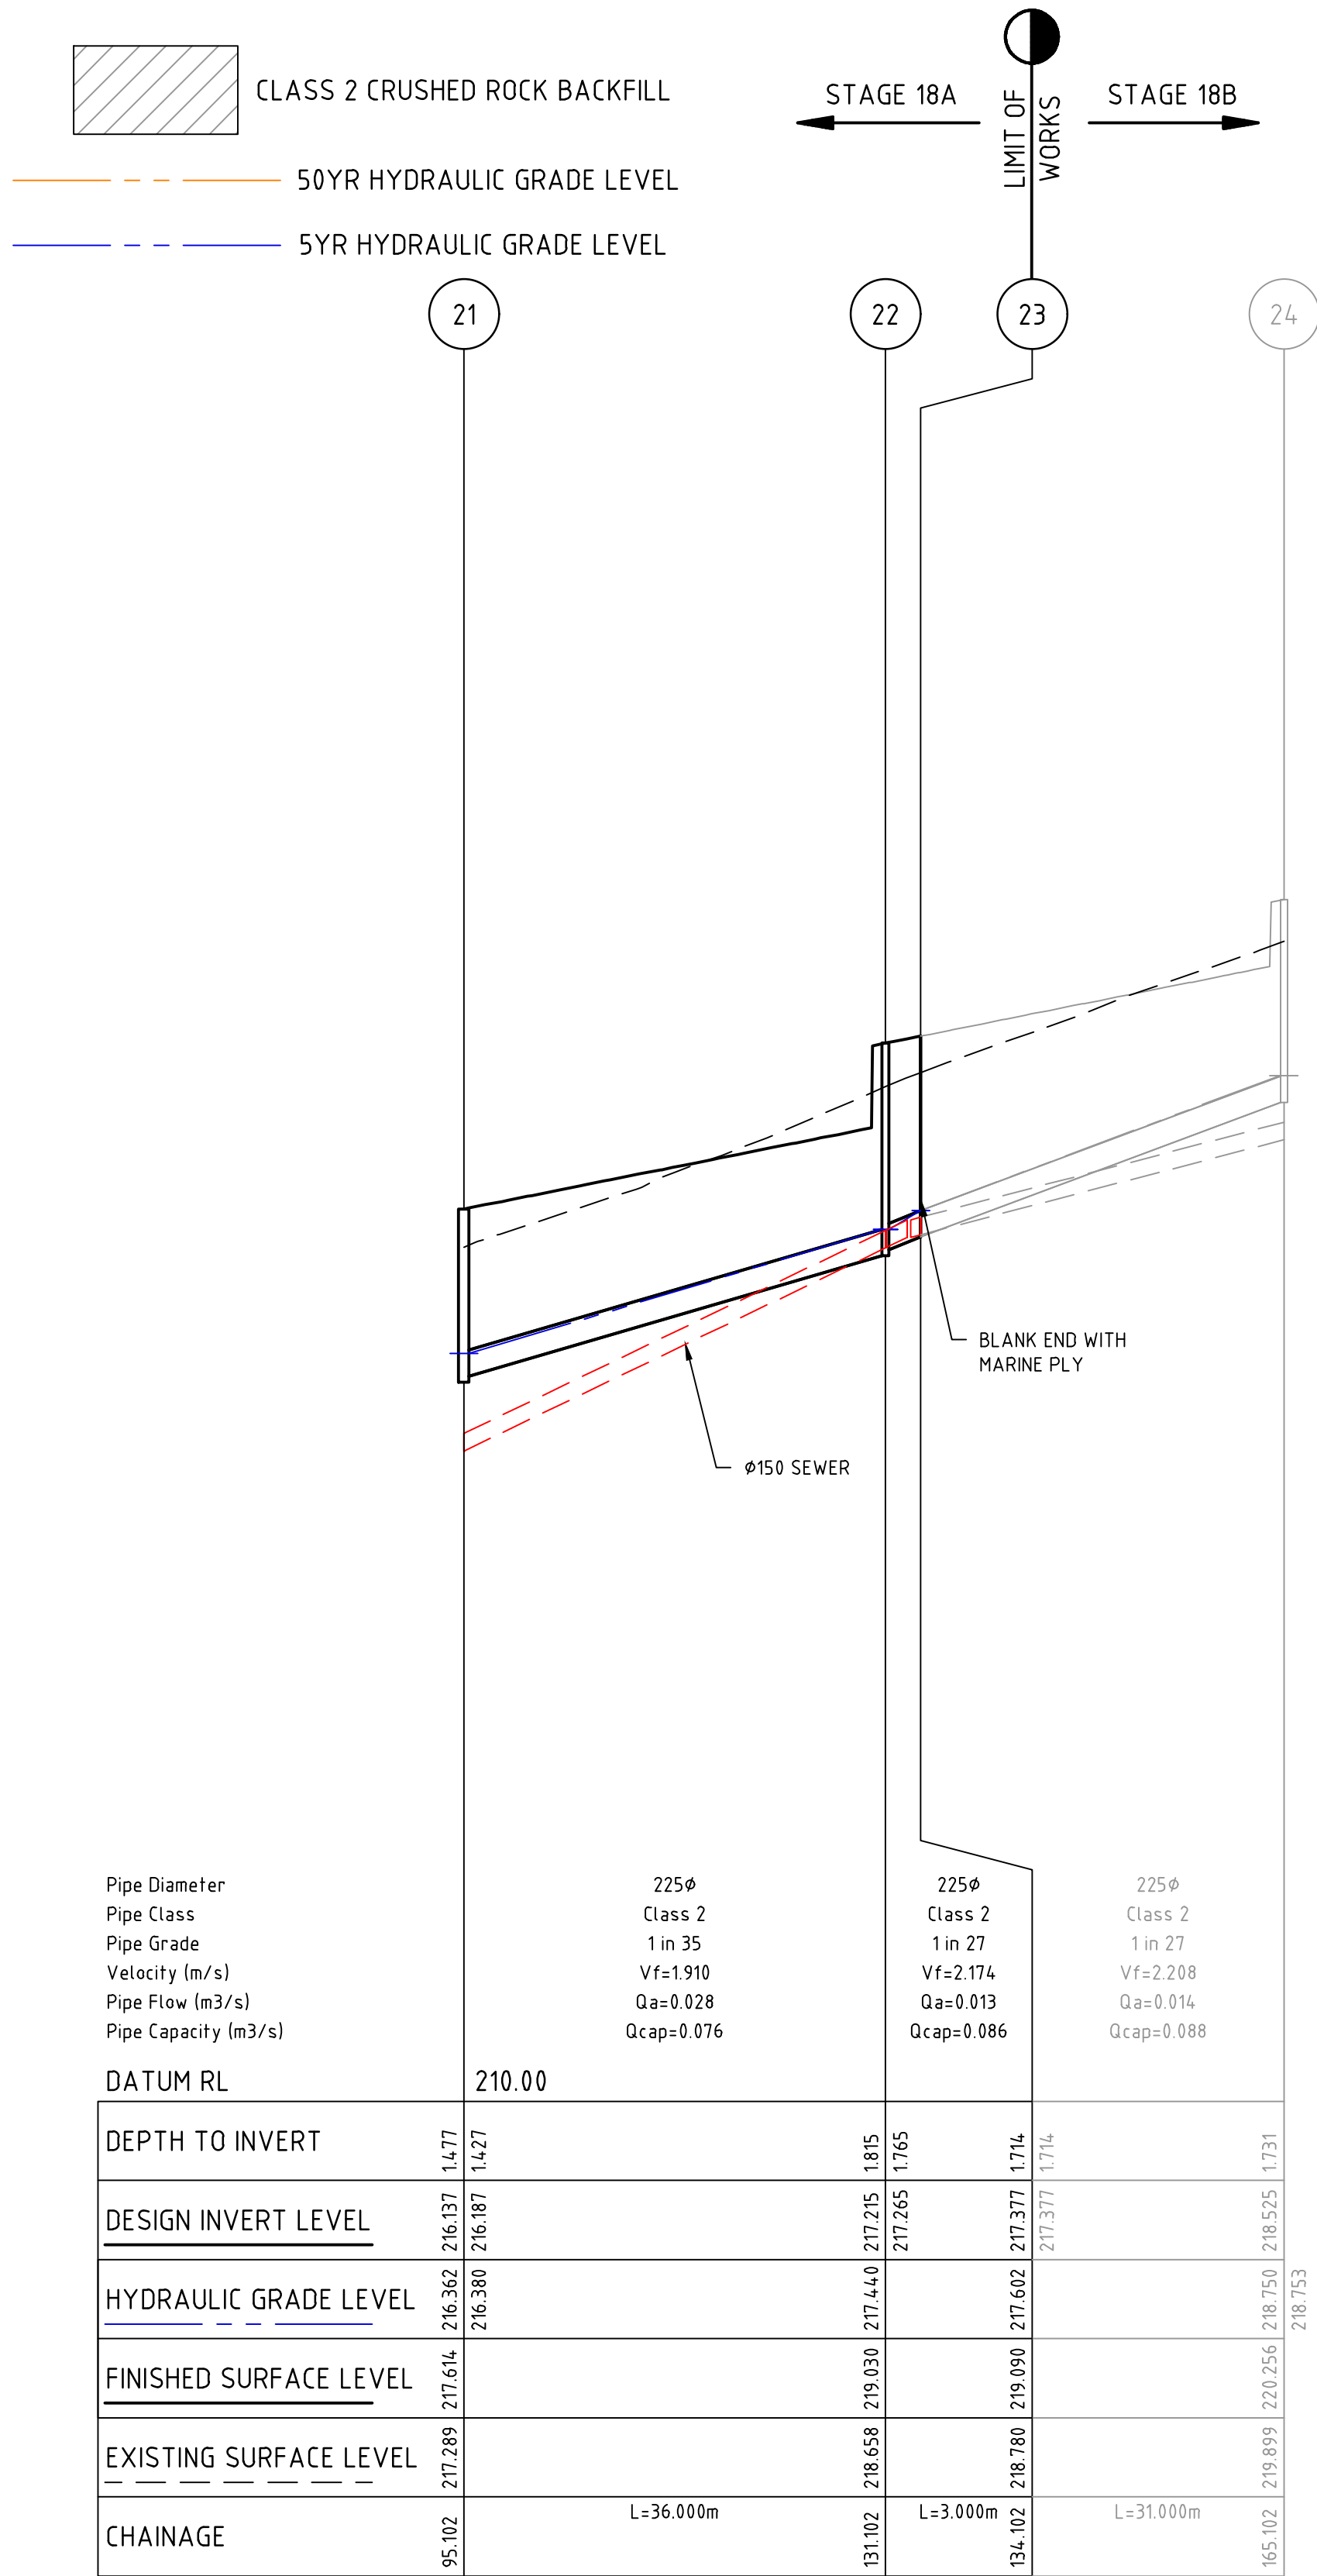 CLASS 2 CRUSHED ROCK BACKFILL
50YR HYDRAULIC GRADE LEVEL
5YR HYDRAULIC GRADE LEVEL
STAGE 18A
LIMIT OF
WORKS
STAGE 18B
21
22
23
24
BLANK END WITH
MARINE PLY
Ø150 SEWER
Pipe Diameter 225Ø 225Ø 225Ø
Pipe Class Class 2 Class 2 Class 2
Pipe Grade 1 in 35 1 in 27 1 in 27
Velocity (m/s) Vf=1.910 Vf=2.174 Vf=2.208
Pipe Flow (m3/s) Qa=0.028 Qa=0.013 Qa=0.014
Pipe Capacity (m3/s) Qcap=0.076 Qcap=0.086 Qcap=0.088
DATUM RL 210.00
DEPTH TO INVERT 1.477 1.427 1.815 1.765 1.714 1.714 1.731
DESIGN INVERT LEVEL 216.137 216.187 217.215 217.265 217.377 217.377 218.525
HYDRAULIC GRADE LEVEL 216.362 216.380 217.440 217.602 218.750 218.753
FINISHED SURFACE LEVEL 217.614 219.030 219.090 220.256
EXISTING SURFACE LEVEL 217.289 218.658 218.780 219.899
CHAINAGE 95.102 L=36.000m 131.102 L=3.000m 134.102 L=31.000m 165.102